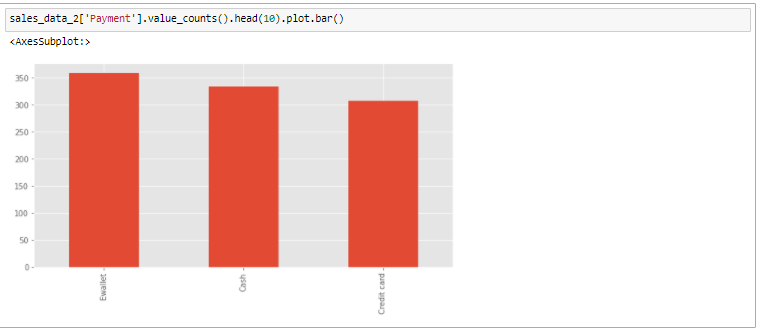 sales_data_2['Payment'].value_counts().head(10).plot.bar()
<AxesSubplot:>
350
300
250
200
150
100
50
0
Ewallet
Cash
Credit card